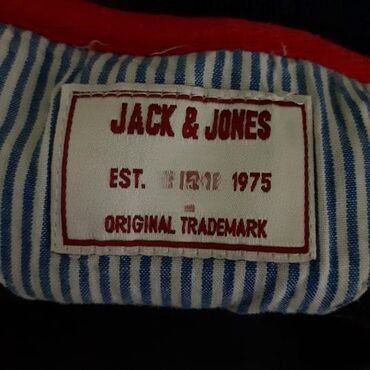 JACK & JONES
EST. 1975
-
ORIGINAL TRADEMARK